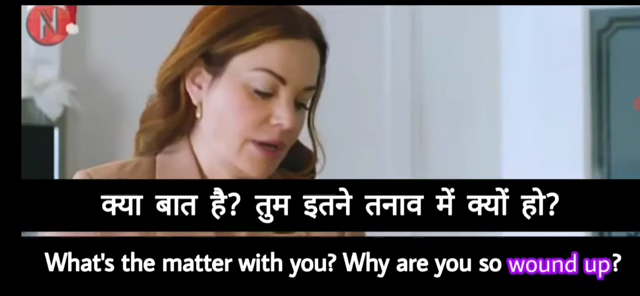 N
क्या बात है? तुम इतने तनाव में क्यों हो?
What's the matter with you? Why are you so wound up?